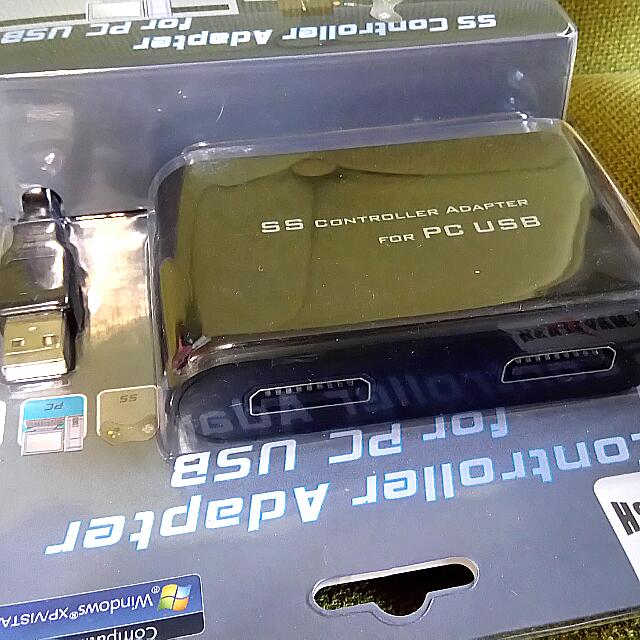 SS Controller Adapter
for PC USB
SS CONTROLLER ADAPTER
FOR PC USB
PC
SS
Controller Adapter
for PC USB
Windows®XP/VISTA